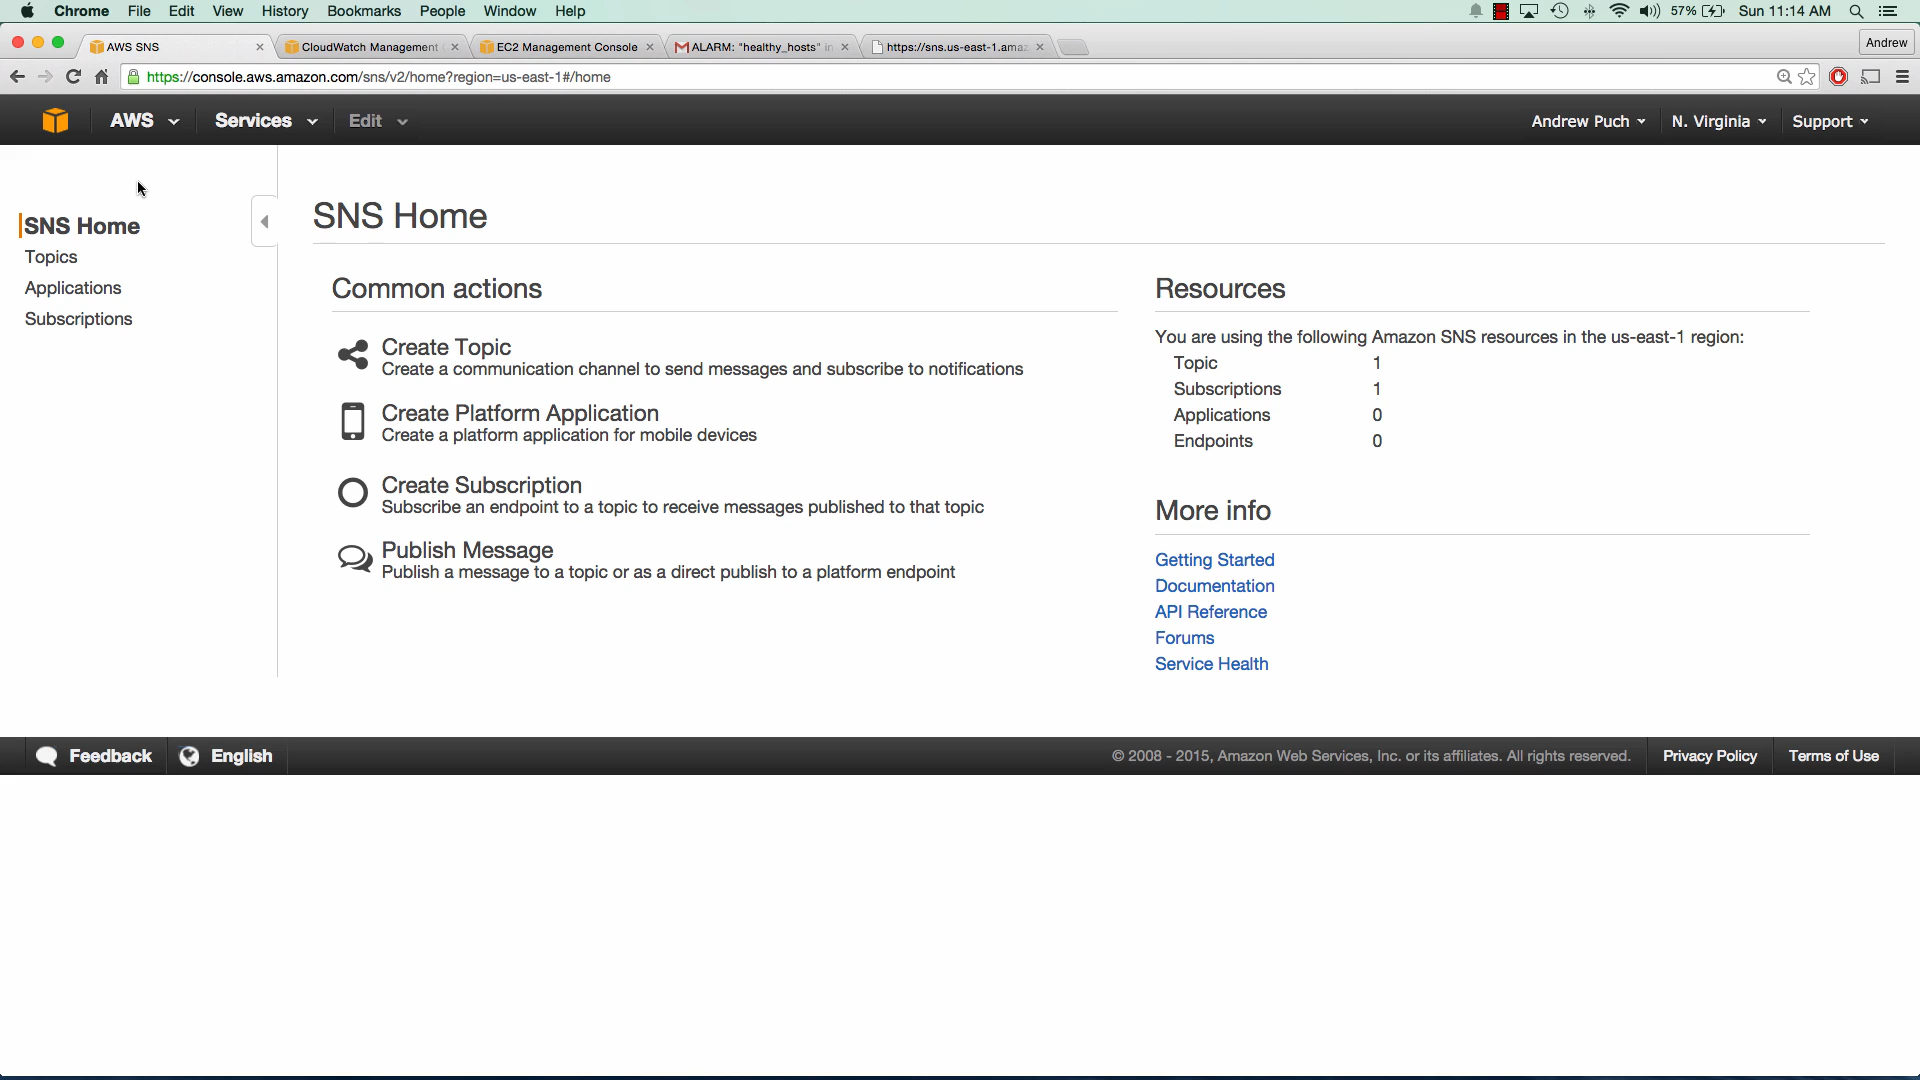 Chrome File Edit View History Bookmarks People Window Help 57% Sun 11:14 AM
AWS SNS CloudWatch Management EC2 Management Console ALARM: "healthy_hosts" in https://sns.us-east-1.amaz Andrew
https://console.aws.amazon.com/sns/v2/home?region=us-east-1#/home
AWS Services Edit Andrew Puch N. Virginia Support
SNS Home
Topics
Applications
Subscriptions
SNS Home
Common actions
Create Topic
Create a communication channel to send messages and subscribe to notifications
Create Platform Application
Create a platform application for mobile devices
Create Subscription
Subscribe an endpoint to a topic to receive messages published to that topic
Publish Message
Publish a message to a topic or as a direct publish to a platform endpoint
Resources
You are using the following Amazon SNS resources in the us-east-1 region:
Topic 1
Subscriptions 1
Applications 0
Endpoints 0
More info
Getting Started
Documentation
API Reference
Forums
Service Health
Feedback English © 2008 - 2015, Amazon Web Services, Inc. or its affiliates. All rights reserved. Privacy Policy Terms of Use